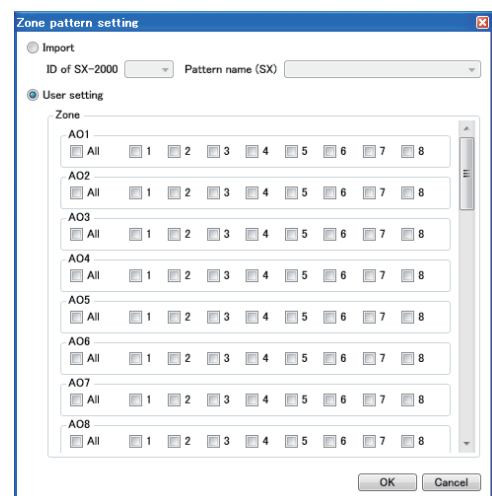 Zone pattern setting
Import
ID of SX-2000 Pattern name (SX)
User setting
Zone
AO1
All 1 2 3 4 5 6 7 8
AO2
All 1 2 3 4 5 6 7 8
AO3
All 1 2 3 4 5 6 7 8
AO4
All 1 2 3 4 5 6 7 8
AO5
All 1 2 3 4 5 6 7 8
AO6
All 1 2 3 4 5 6 7 8
AO7
All 1 2 3 4 5 6 7 8
AO8
All 1 2 3 4 5 6 7 8
OK Cancel